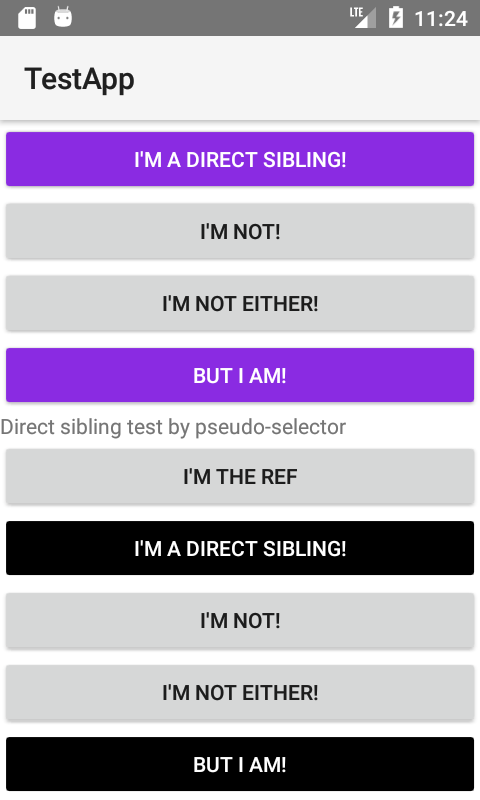 LTE 11:24
TestApp
I'M A DIRECT SIBLING!
I'M NOT!
I'M NOT EITHER!
BUT I AM!
Direct sibling test by pseudo-selector
I'M THE REF
I'M A DIRECT SIBLING!
I'M NOT!
I'M NOT EITHER!
BUT I AM!